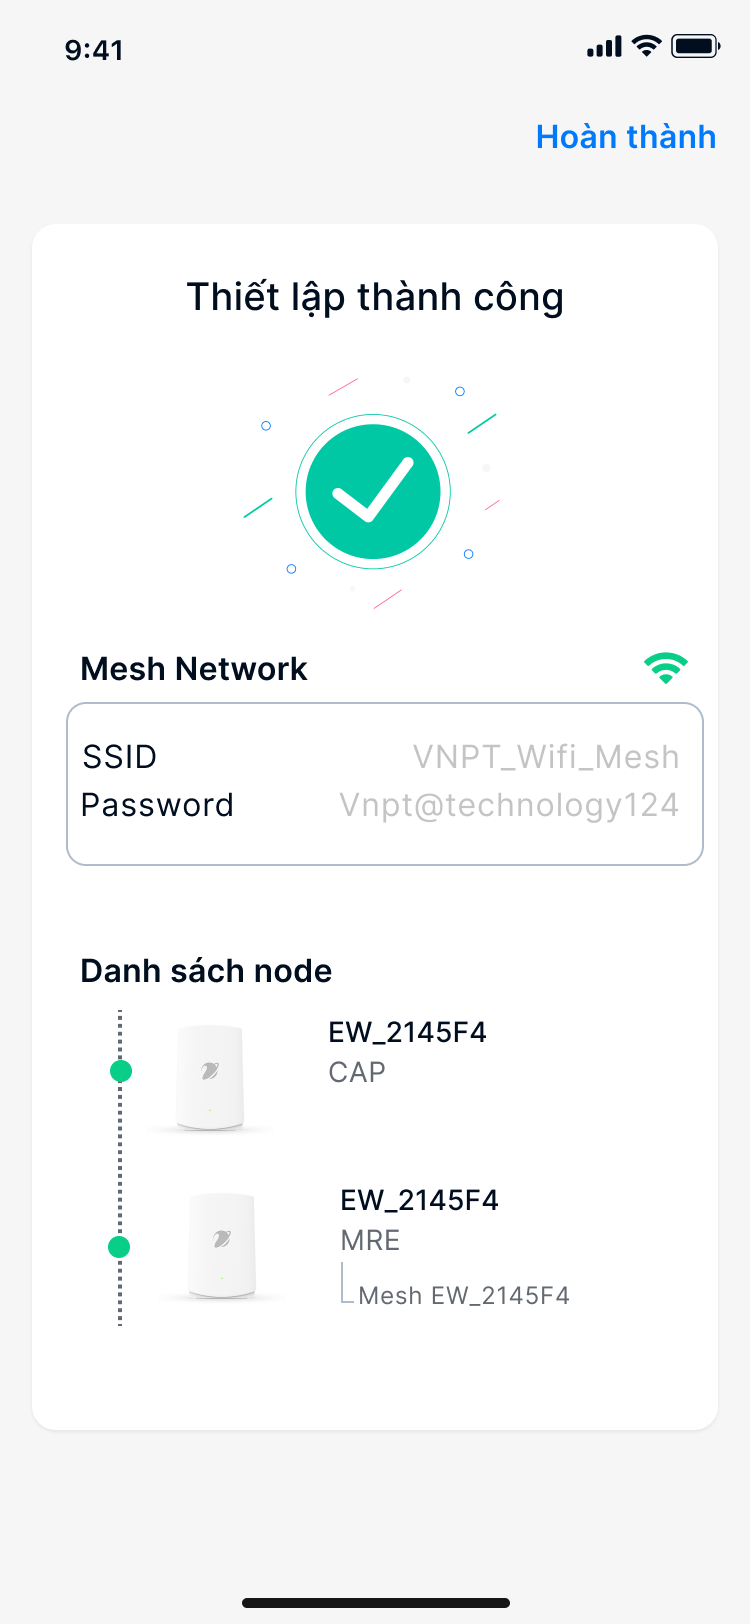 9:41
Hoàn thành
Thiết lập thành công
Mesh Network
SSID VNPT_Wifi_Mesh
Password Vnpt@technology124
Danh sách node
EW_2145F4
CAP
EW_2145F4
MRE
Mesh EW_2145F4